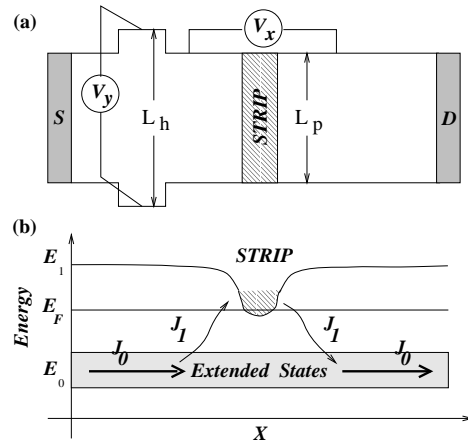 (a)
V_x
V_y
S
L_h
STRIP
L_p
D
(b)
STRIP
E_1
E_F
J_1
J_1
J_0
J_0
E_0
Extended States
Energy
X